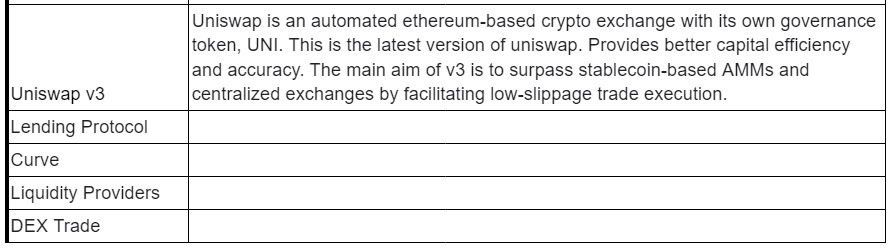 Uniswap is an automated ethereum-based crypto exchange with its own governance
token, UNI. This is the latest version of uniswap. Provides better capital efficiency
and accuracy. The main aim of v3 is to surpass stablecoin-based AMMs and
Uniswap v3 centralized exchanges by facilitating low-slippage trade execution.
Lending Protocol
Curve
Liquidity Providers
DEX Trade